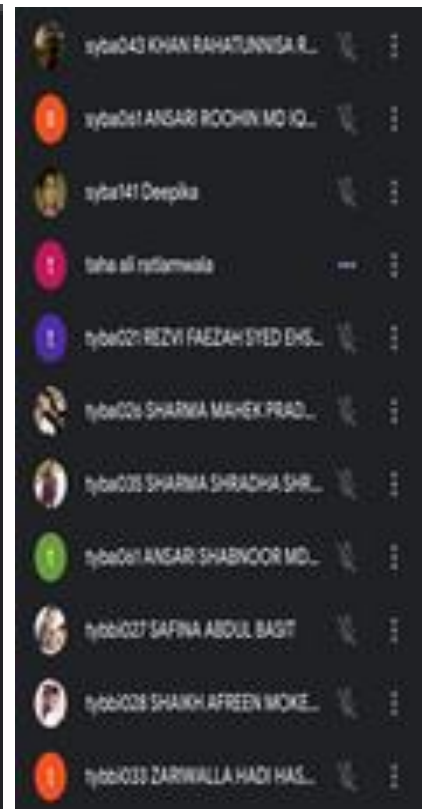 syba043 KHAN RAHATUNNISA R...
syba061 ANSARI ROOHIN MD IQ...
syba141 Deepika
taha ali ratlamwala
tyba021 REZVI FAEZAH SYED EHS...
tyba026 SHARMA MAHEK PRAD...
tyba035 SHARMA SHRADHA SHR...
tyba061 ANSARI SHABNOOR MD...
tybbi027 SAFINA ABDUL BASIT
tybbi028 SHAIKH AFREEN MOKE...
tybbi033 ZARIWALLA HADI HAS...